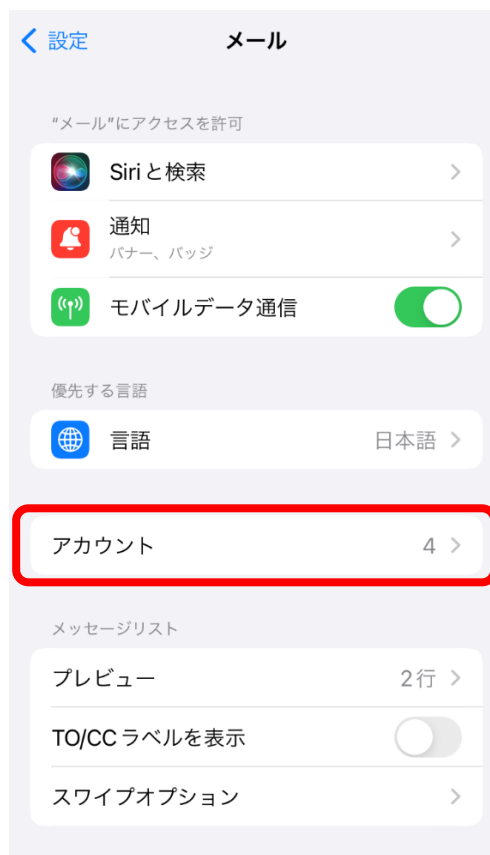 設定
メール
“メール”にアクセスを許可
Siriと検索
通知
バナー、バッジ
モバイルデータ通信
優先する言語
言語 日本語
アカウント 4
メッセージリスト
プレビュー 2行
TO/CCラベルを表示
スワイプオプション